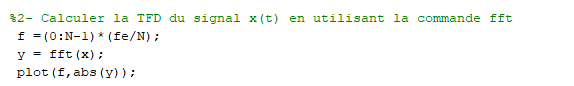 %2- Calculer la TFD du signal x(t) en utilisant la commande fft
f =(0:N-1)*(fe/N);
y = fft(x);
plot(f,abs(y));